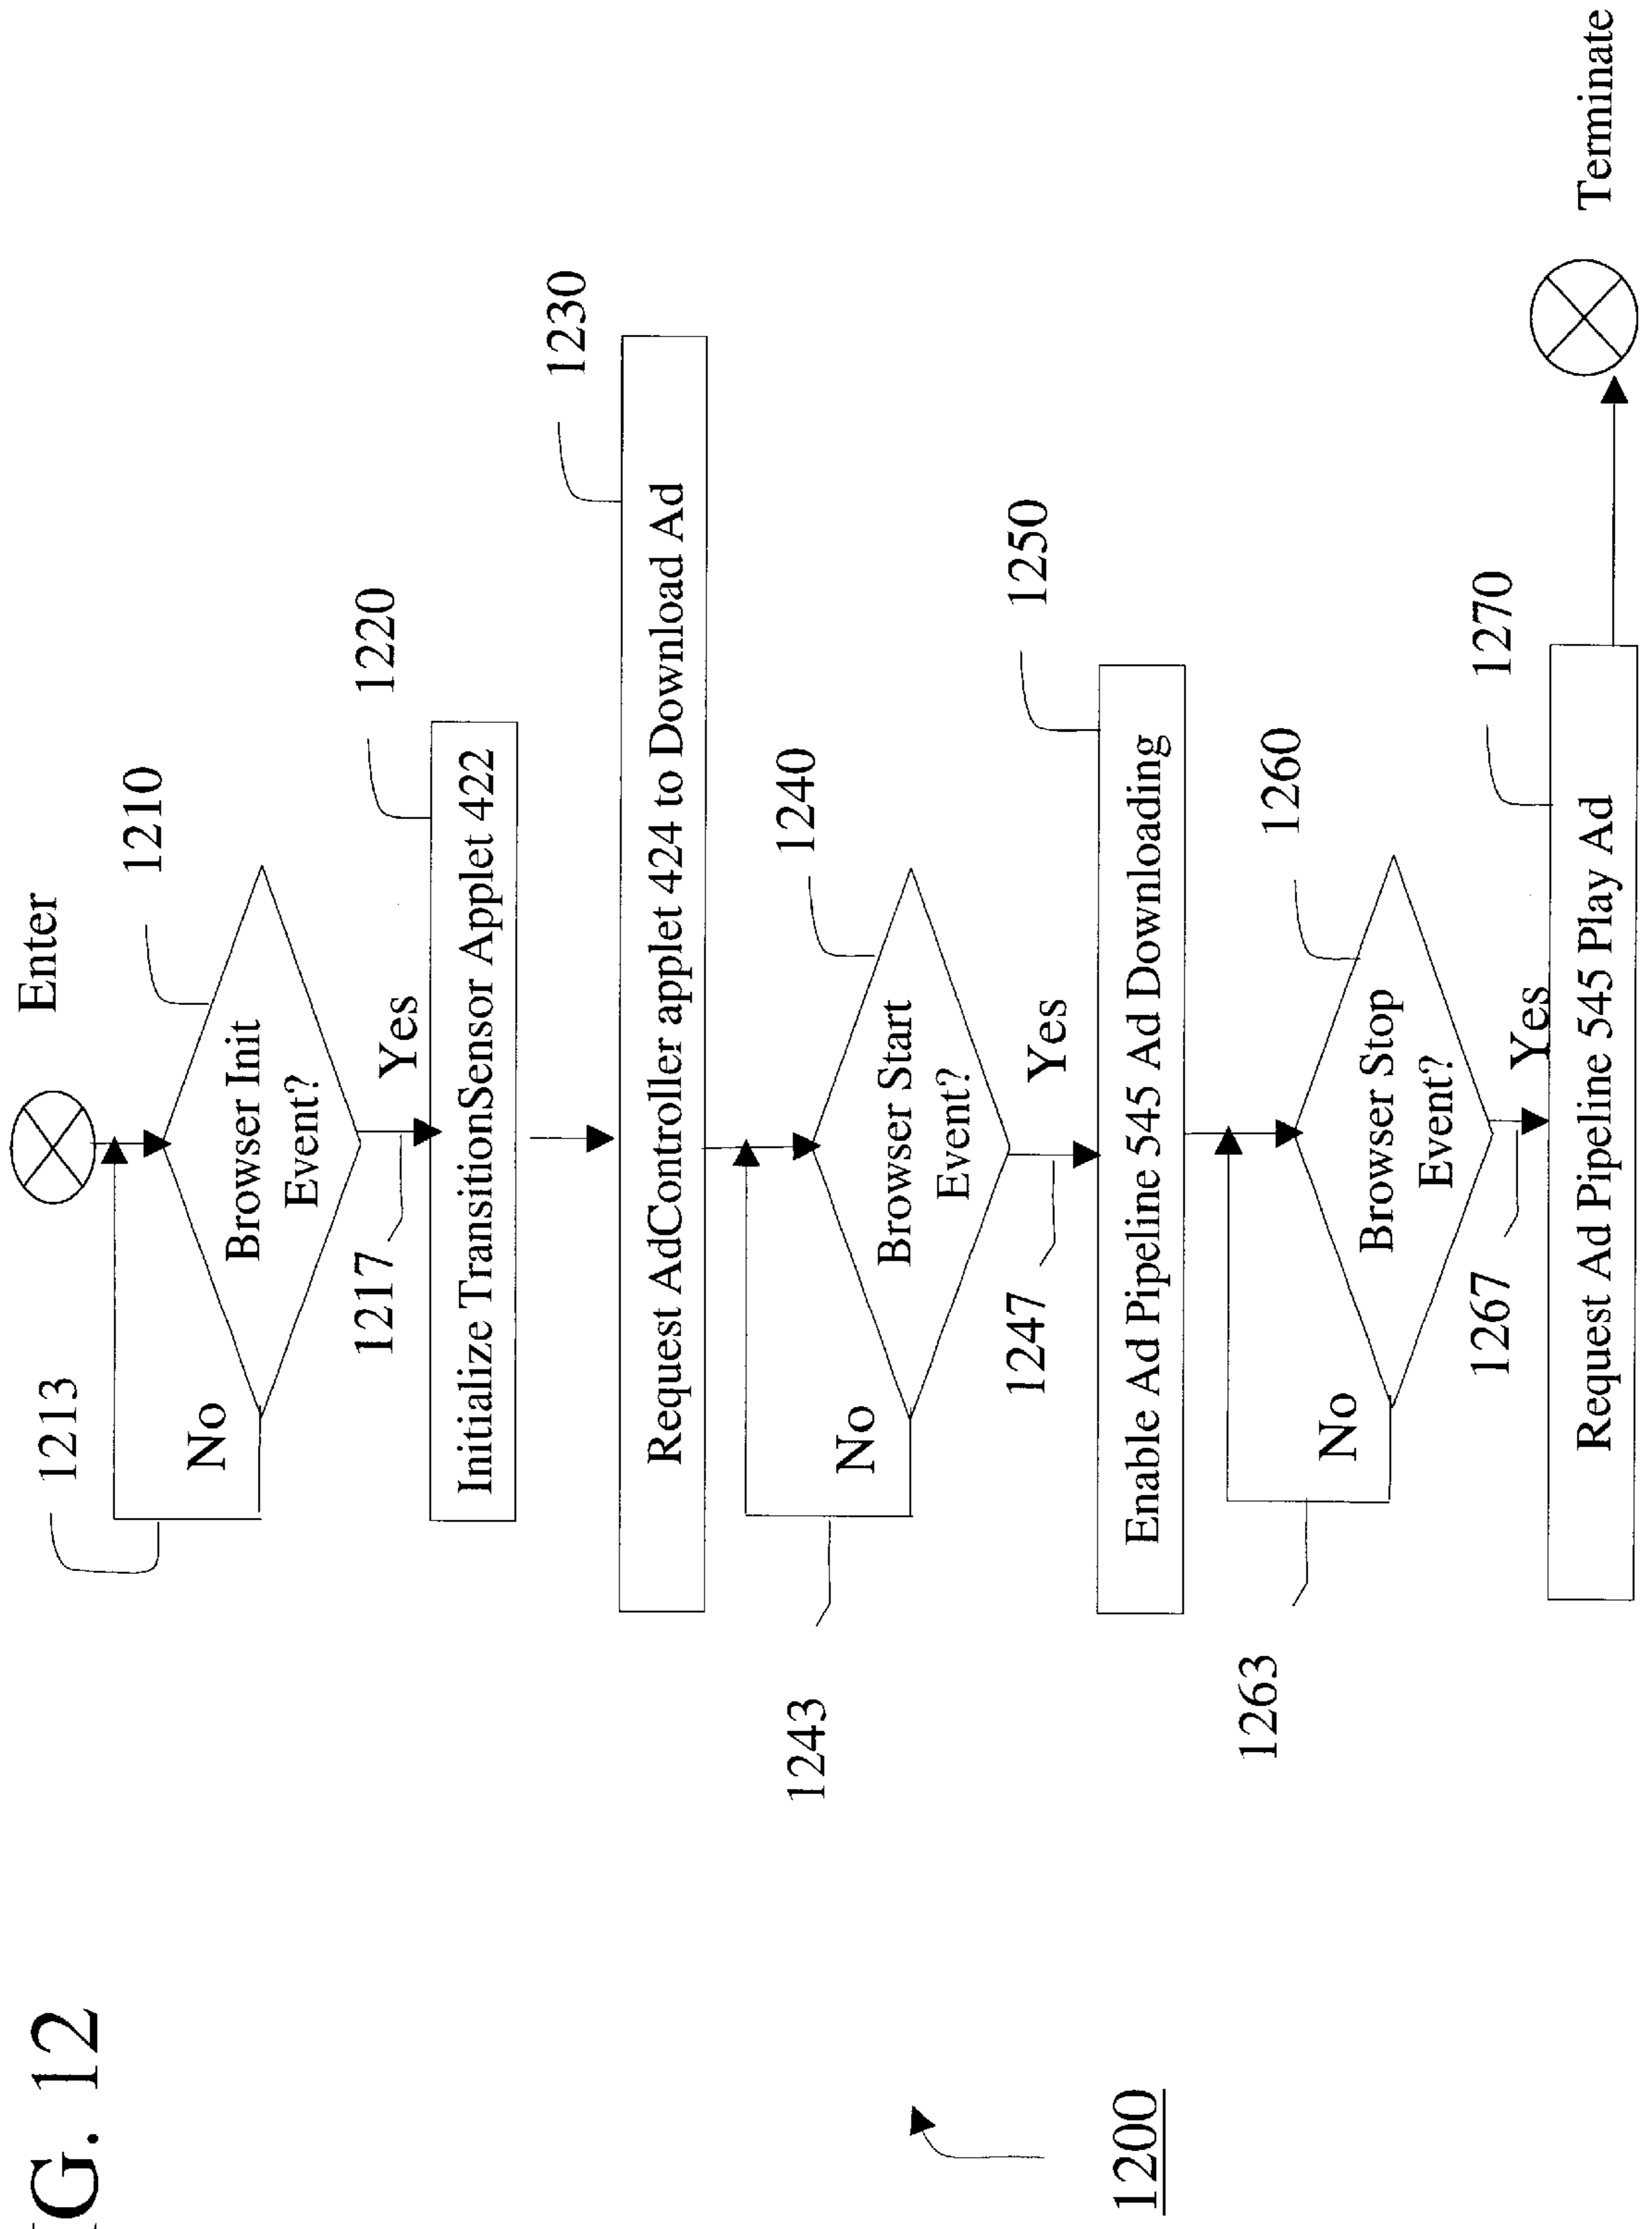 IG. 12
Enter
1210
1213
Browser Init
Event?
No
Yes
1217
1220
Initialize TransitionSensor Applet 422
1230
Request AdController applet 424 to Download Ad
1240
Browser Start
Event?
No
1243
Yes
1247
1250
Enable Ad Pipeline 545 Ad Downloading
1260
Browser Stop
Event?
No
1263
Yes
1267
1270
Request Ad Pipeline 545 Play Ad
Terminate
1200